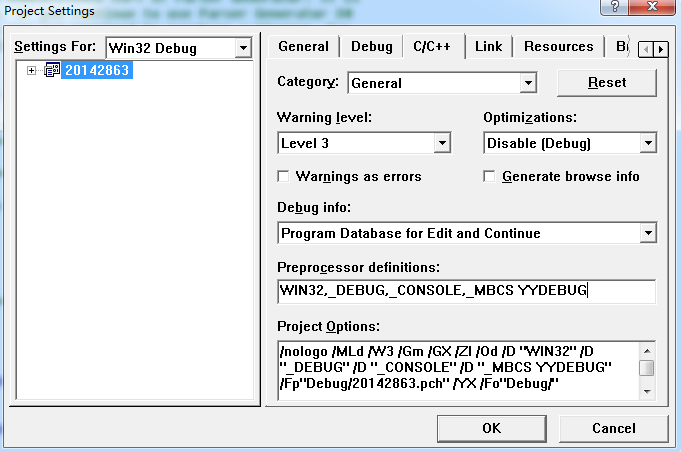 Project Settings
Settings For:
Win32 Debug
20142863
General
Debug
C/C++
Link
Resources
Category:
General
Reset
Warning level:
Optimizations:
Level 3
Disable (Debug)
Warnings as errors
Generate browse info
Debug info:
Program Database for Edit and Continue
Preprocessor definitions:
WIN32,_DEBUG,_CONSOLE,_MBCS YYDEBUG
Project Options:
/nologo /MLd /W3 /Gm /GX /ZI /Od /D "WIN32" /D
"_DEBUG" /D "_CONSOLE" /D "_MBCS YYDEBUG"
/Fp"Debug/20142863.pch" /YX /Fo"Debug/"
OK
Cancel